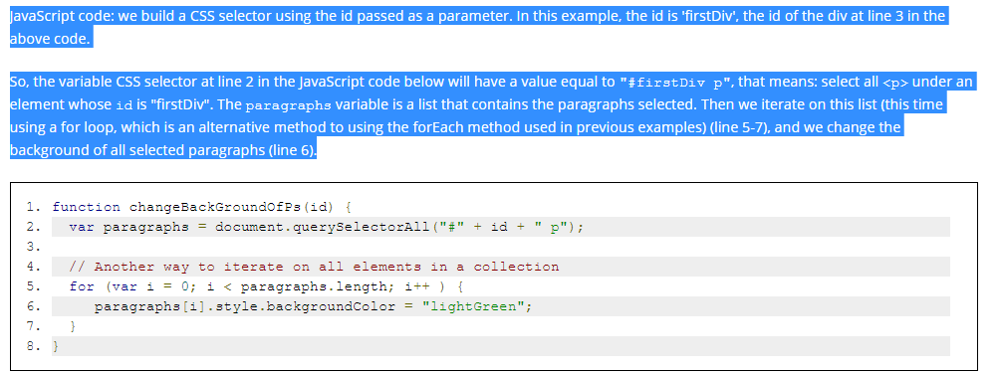 JavaScript code: we build a CSS selector using the id passed as a parameter. In this example, the id is 'firstDiv', the id of the div at line 3 in the
above code.
So, the variable CSS selector at line 2 in the JavaScript code below will have a value equal to "#firstDiv p", that means: select all <p> under an
element whose id is "firstDiv". The paragraphs variable is a list that contains the paragraphs selected. Then we iterate on this list (this time
using a for loop, which is an alternative method to using the forEach method used in previous examples) (line 5-7), and we change the
background of all selected paragraphs (line 6).
1. function changeBackGroundOfPs(id) {
2.   var paragraphs = document.querySelectorAll("#" + id + " p");
3.
4.   // Another way to iterate on all elements in a collection
5.   for (var i = 0; i < paragraphs.length; i++ ) {
6.      paragraphs[i].style.backgroundColor = "lightGreen";
7.   }
8. }